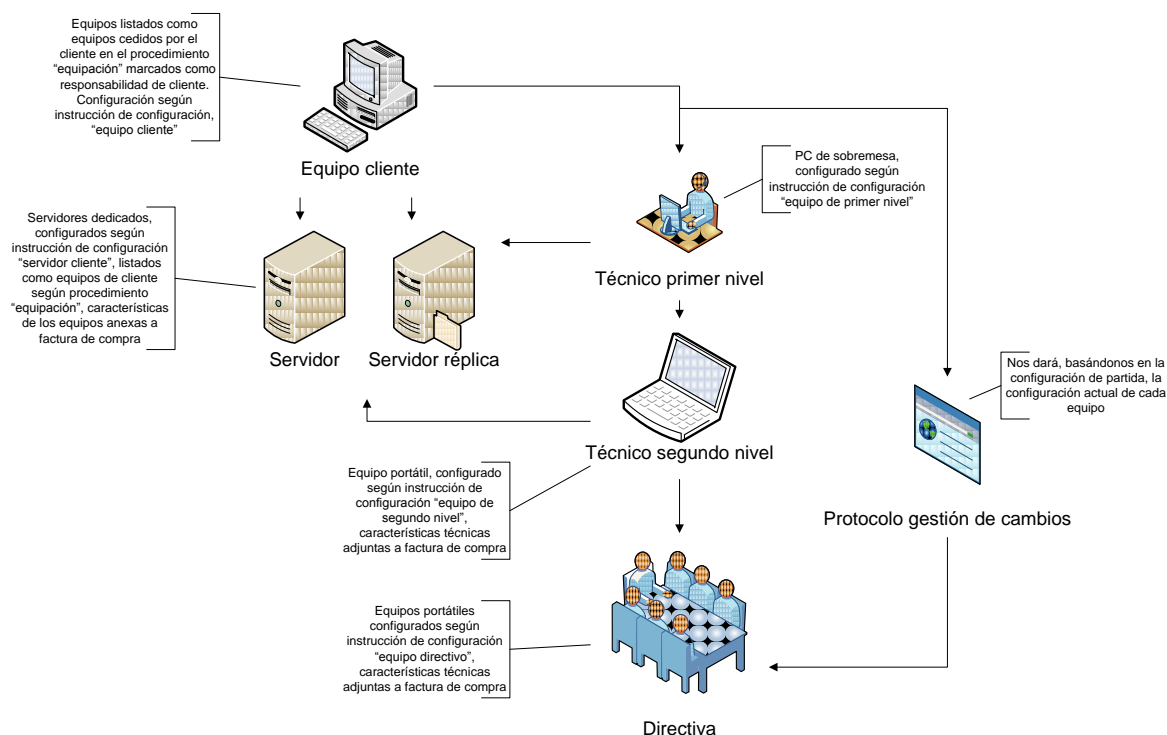 Equipos listados como
equipos cedidos por el
cliente en el procedimiento
“equipación” marcados como
responsabilidad de cliente.
Configuración según
instrucción de configuración,
“equipo cliente”
Equipo cliente
PC de sobremesa,
configurado según
instrucción de configuración
“equipo de primer nivel”
Técnico primer nivel
Servidores dedicados,
configurados según
instrucción de configuración
“servidor cliente”, listados
como equipos de cliente
según procedimiento
“equipación”, características
de los equipos anexas a
factura de compra
Servidor
Servidor réplica
Nos dará, basándonos en la
configuración de partida, la
configuración actual de cada
equipo
Técnico segundo nivel
Equipo portátil, configurado
según instrucción de
configuración “equipo de
segundo nivel”,
características técnicas
adjuntas a factura de compra
Protocolo gestión de cambios
Equipos portátiles
configurados según
instrucción de configuración
“equipo directivo”,
características técnicas
adjuntas a factura de compra
Directiva